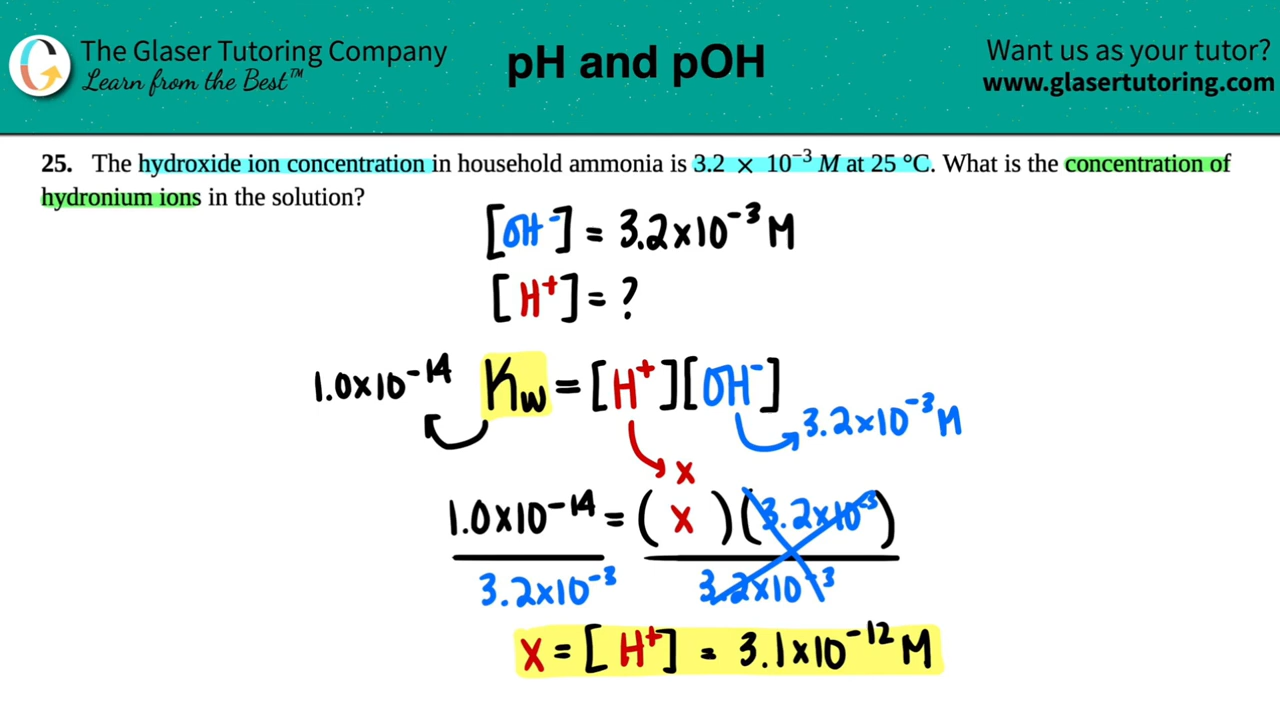 The Glaser Tutoring Company
Learn from the Best™
pH and pOH
Want us as your tutor?
www.glasertutoring.com
25. The hydroxide ion concentration in household ammonia is 3.2 × 10⁻³ M at 25 °C. What is the concentration of
hydronium ions in the solution?
[OH⁻] = 3.2x10⁻³ M
[H⁺] = ?
1.0x10⁻¹⁴ Kw = [H⁺][OH⁻]
3.2x10⁻³ M
x
1.0x10⁻¹⁴ = ( x )(3.2x10⁻³)
3.2x10⁻³ 3.2x10⁻³
x = [H⁺] = 3.1x10⁻¹² M